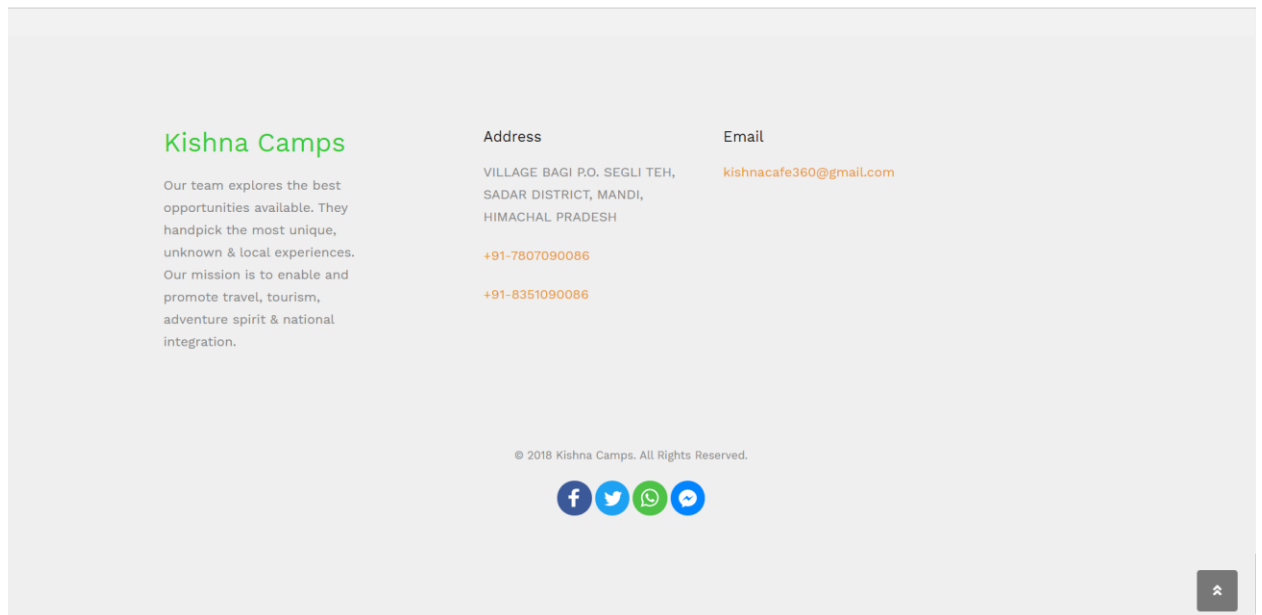 Kishna Camps
Our team explores the best
opportunities available. They
handpick the most unique,
unknown & local experiences.
Our mission is to enable and
promote travel, tourism,
adventure spirit & national
integration.
Address
VILLAGE BAGI P.O. SEGLI TEH,
SADAR DISTRICT, MANDI,
HIMACHAL PRADESH
+91-7807090086
+91-8351090086
Email
kishnacafe360@gmail.com
© 2018 Kishna Camps. All Rights Reserved.